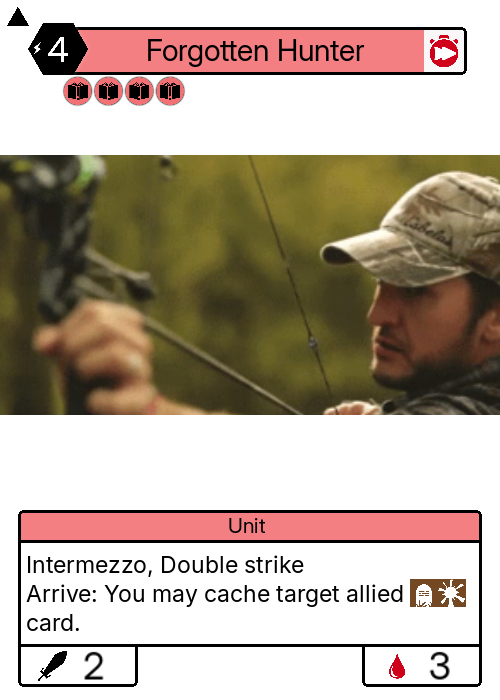 4
Forgotten Hunter
Unit
Intermezzo, Double strike
Arrive: You may cache target allied
card.
2
3